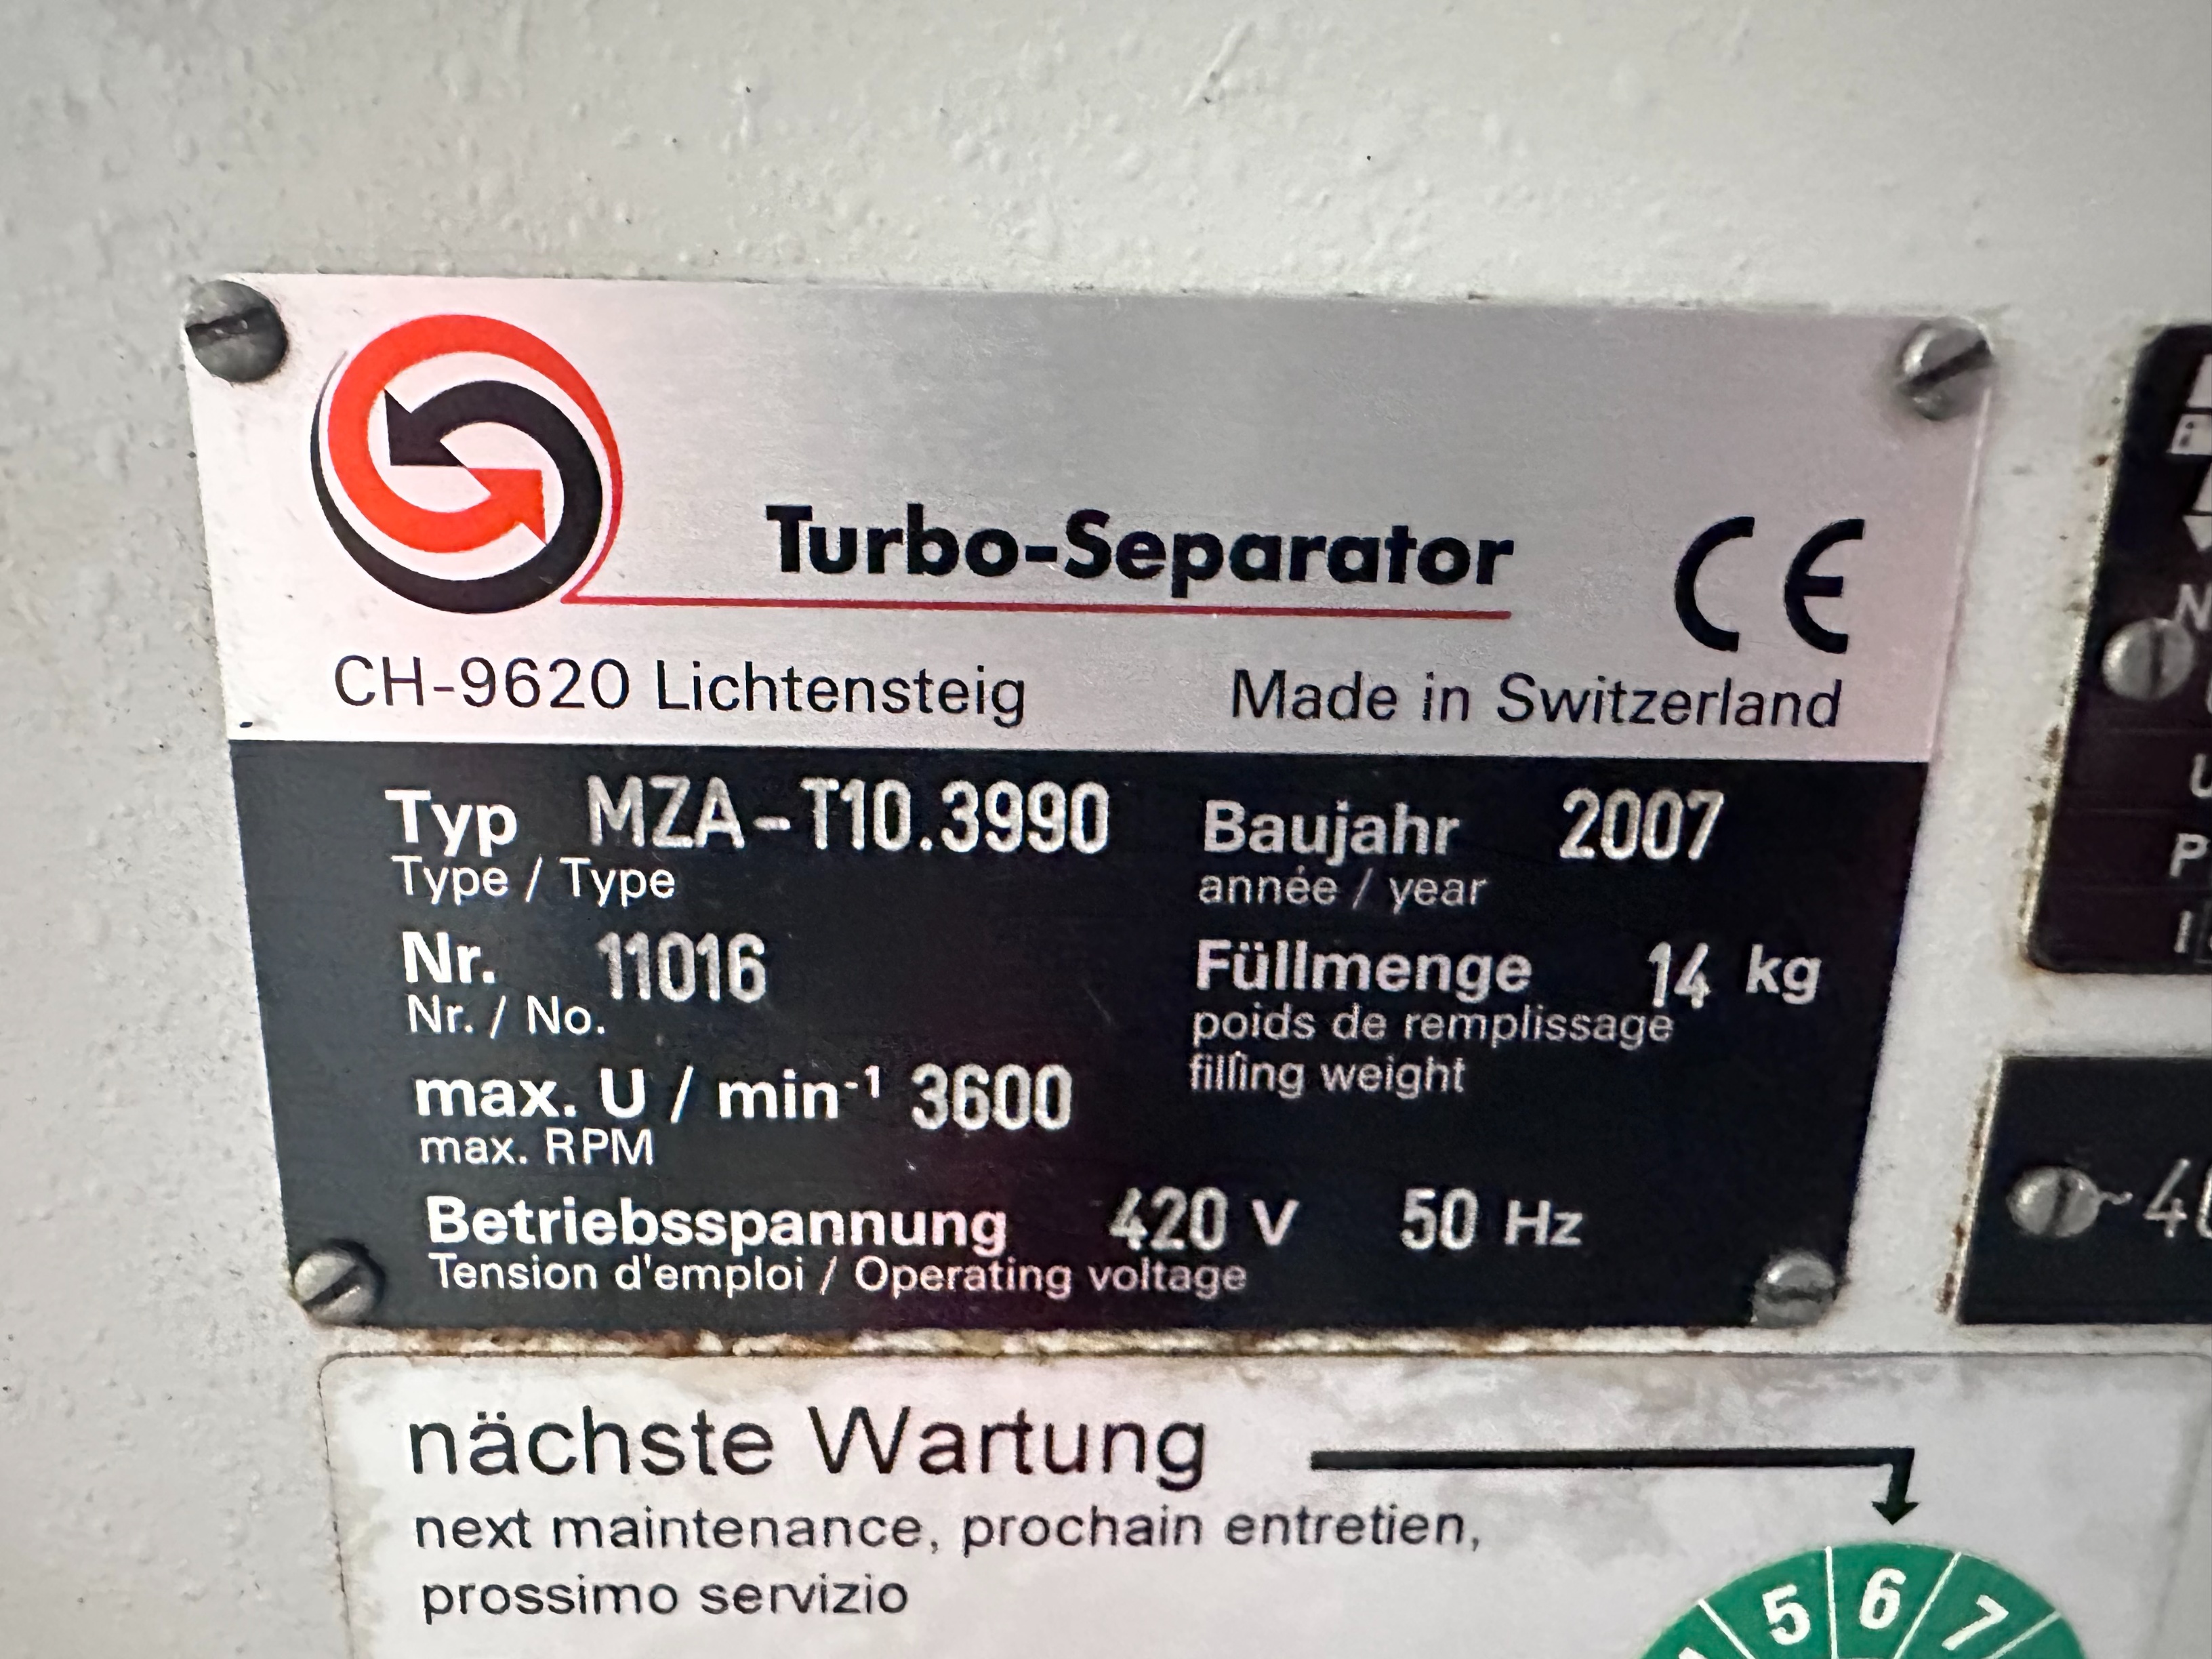 Turbo-Separator CE
CH-9620 Lichtensteig Made in Switzerland
Typ MZA-T10.3990 Baujahr 2007
Type / Type année / year
Nr. 11016 Füllmenge 14 kg
Nr. / No. poids de remplissage
filling weight
max. U / min⁻¹ 3600
max. RPM
Betriebsspannung 420 V 50 Hz
Tension d'emploi / Operating voltage
nächste Wartung
next maintenance, prochain entretien,
prossimo servizio
5 6 7